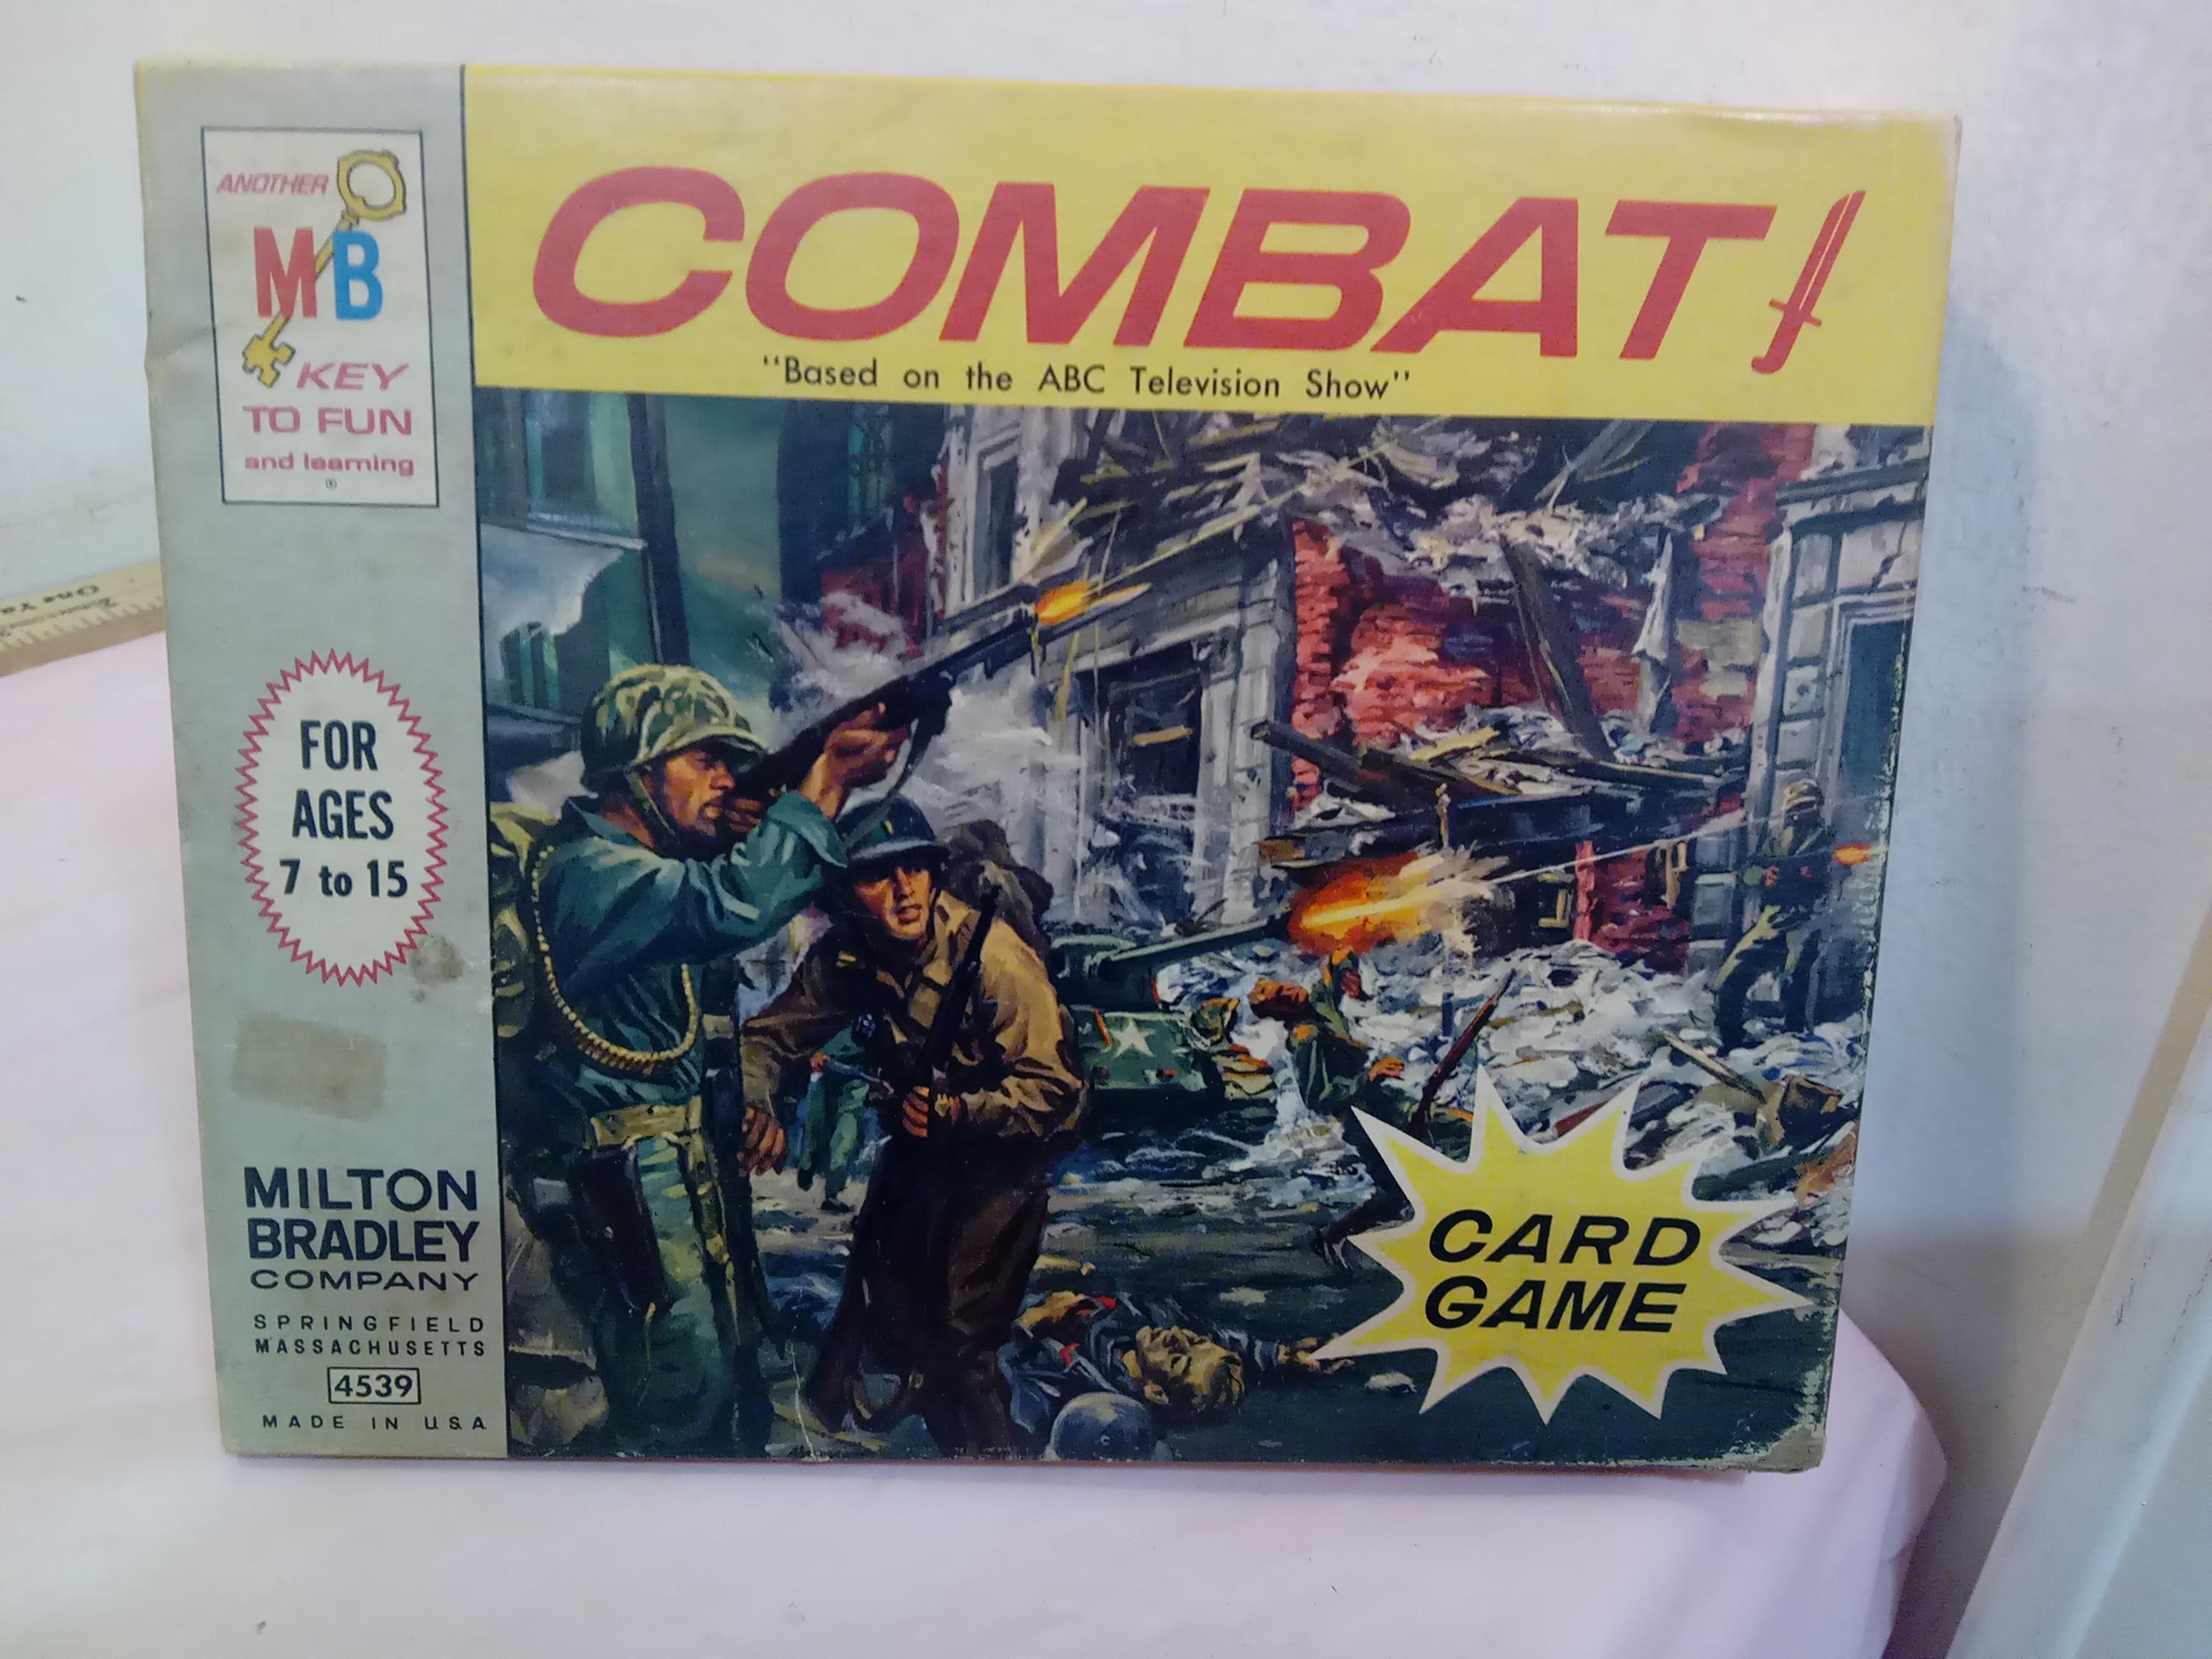 ANOTHER
MB
KEY
TO FUN
and learning
®
COMBAT!
"Based on the ABC Television Show"
FOR
AGES
7 to 15
MILTON
BRADLEY
COMPANY
SPRINGFIELD
MASSACHUSETTS
4539
MADE IN U.S.A
CARD
GAME